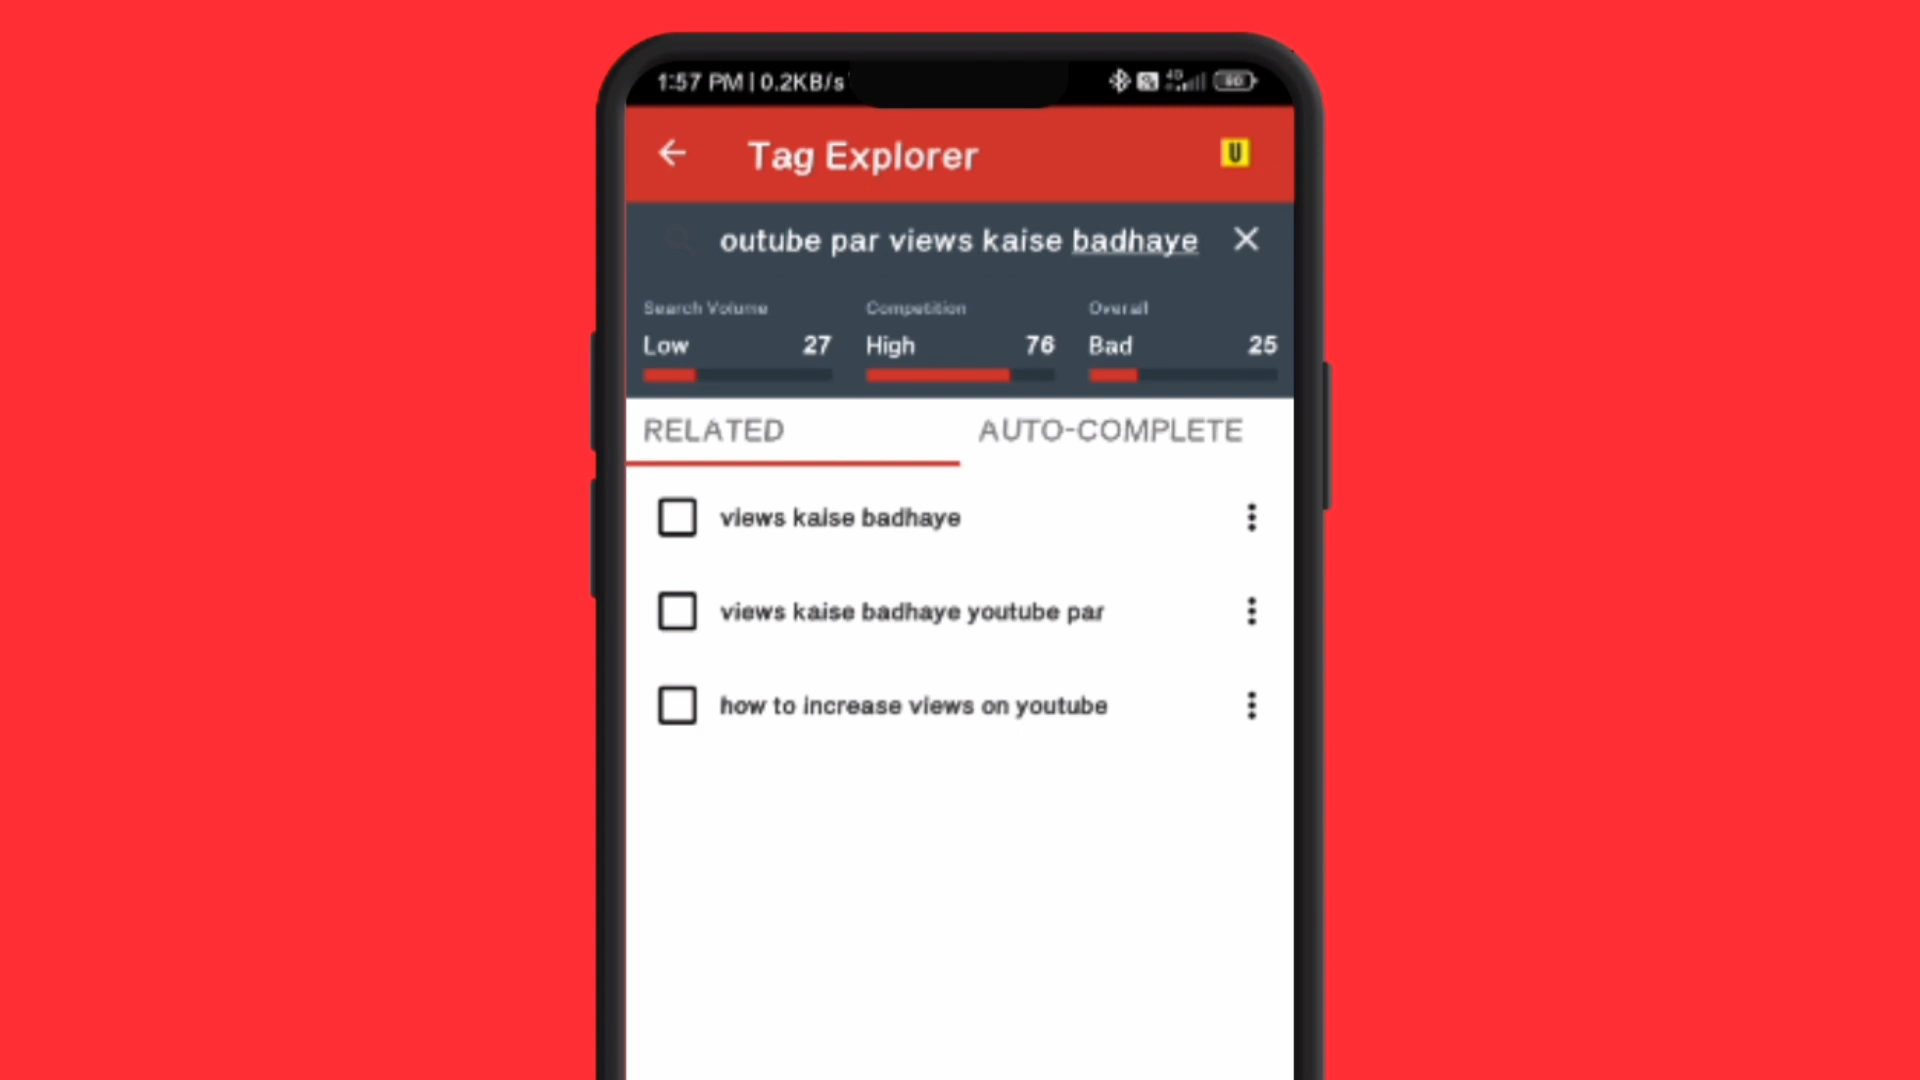 1:57 PM | 0.2KB/s
4G
Tag Explorer
U
outube par views kaise badhaye
Search Volume Competition Overall
Low 27 High 76 Bad 25
RELATED AUTO-COMPLETE
views kaise badhaye
views kaise badhaye youtube par
how to increase views on youtube